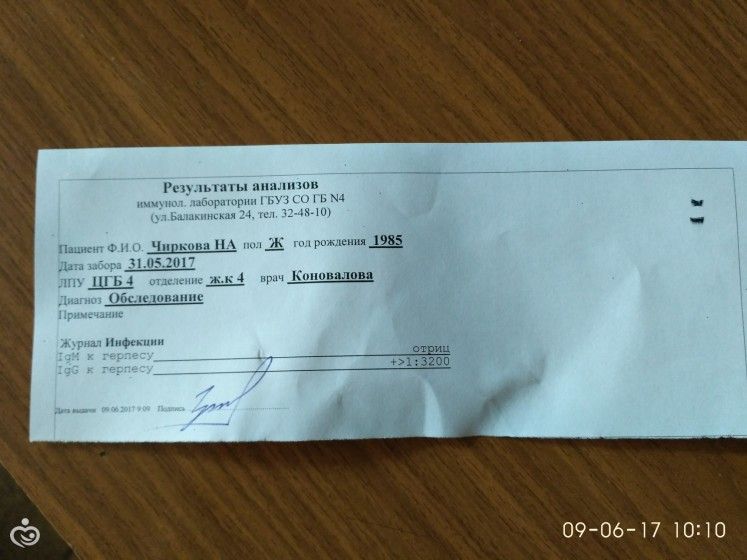 Результаты анализов
иммунол. лаборатории ГБУЗ СО ГБ N4
(ул.Балакинская 24, тел. 32-48-10)
Пациент Ф.И.О. Чиркова НА пол Ж год рождения 1985
Дата забора 31.05.2017
ЛПУ ЦГБ 4 отделение ж.к 4 врач Коновалова
Диагноз Обследование
Примечание
Журнал Инфекции
IgM к герпесу отриц
IgG к герпесу +>1:3200
Дата выдачи 09.06.2017 9:09 Подпись
09-06-17 10:10